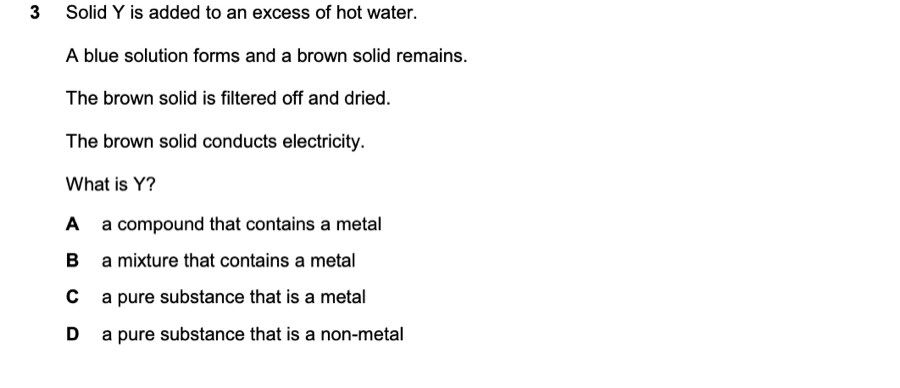 3 Solid Y is added to an excess of hot water.
A blue solution forms and a brown solid remains.
The brown solid is filtered off and dried.
The brown solid conducts electricity.
What is Y?
A a compound that contains a metal
B a mixture that contains a metal
C a pure substance that is a metal
D a pure substance that is a non-metal